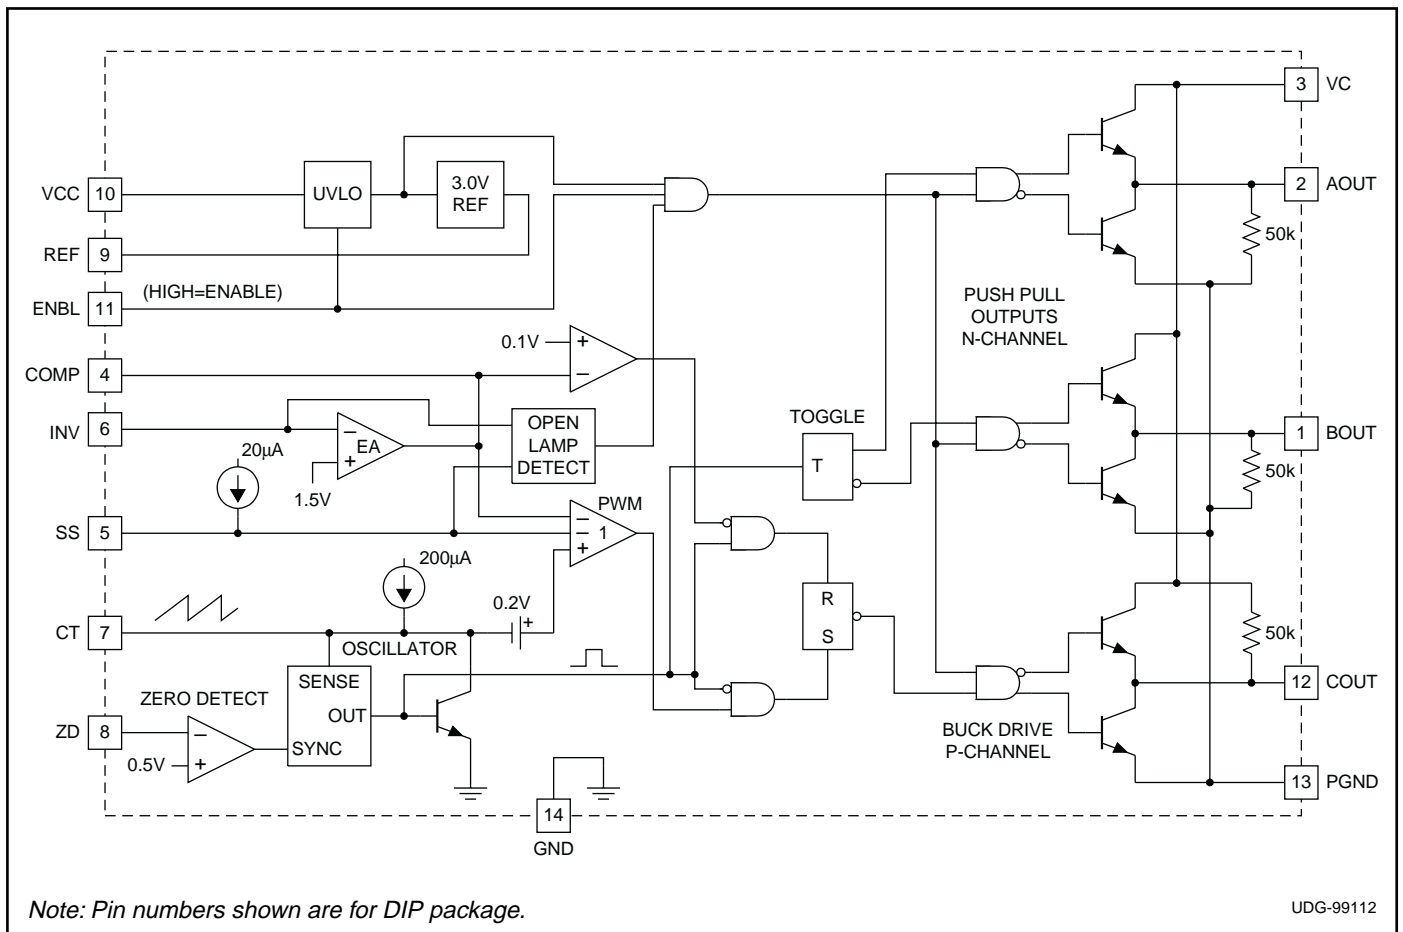 3 VC
VCC 10
UVLO
3.0V
REF
2 AOUT
50k
REF 9
ENBL 11
(HIGH=ENABLE)
PUSH PULL
OUTPUTS
N-CHANNEL
0.1V
+
–
COMP 4
INV 6
–
EA
+
1.5V
20µA
OPEN
LAMP
DETECT
TOGGLE
T
1 BOUT
50k
SS 5
PWM
–
– 1
+
200µA
0.2V
+
CT 7
OSCILLATOR
R
S
50k
SENSE
OUT
SYNC
ZERO DETECT
ZD 8
–
0.5V
+
12 COUT
BUCK DRIVE
P-CHANNEL
13 PGND
14
GND
Note: Pin numbers shown are for DIP package.
UDG-99112